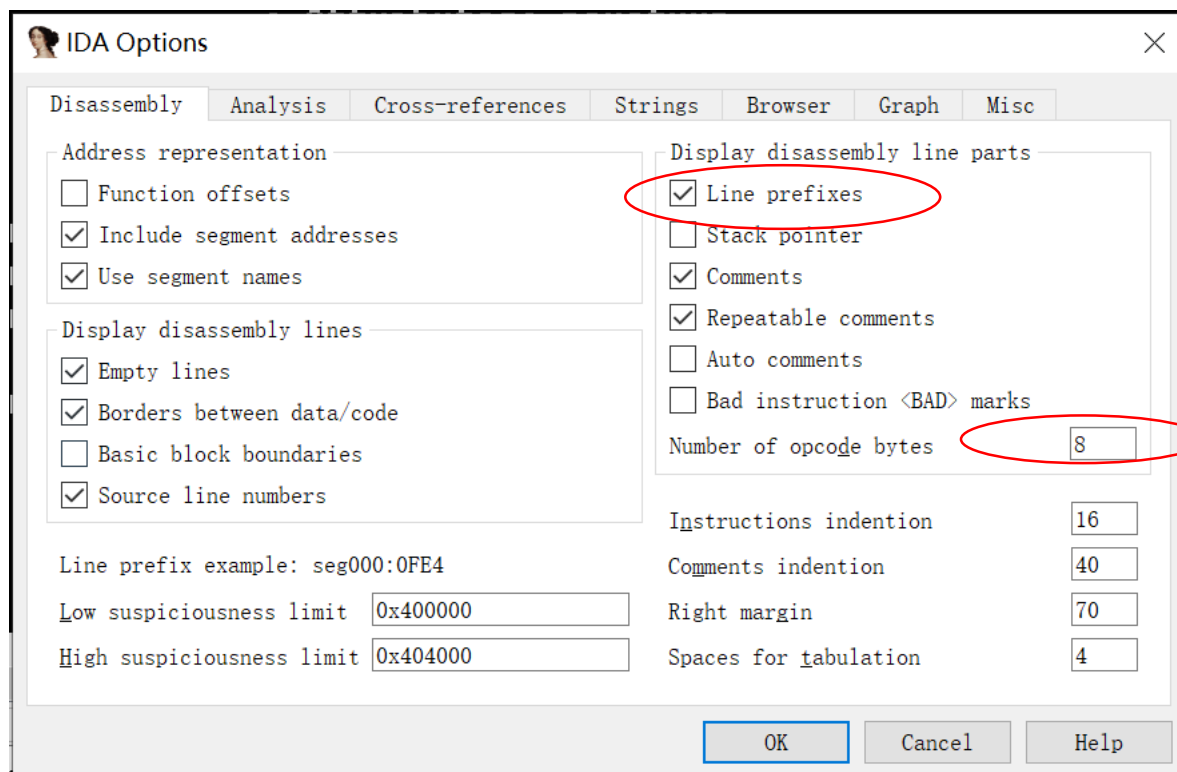 IDA Options
Disassembly Analysis Cross-references Strings Browser Graph Misc
Address representation
Function offsets
Include segment addresses
Use segment names
Display disassembly lines
Empty lines
Borders between data/code
Basic block boundaries
Source line numbers
Line prefix example: seg000:0FE4
Low suspiciousness limit 0x400000
High suspiciousness limit 0x404000
Display disassembly line parts
Line prefixes
Stack pointer
Comments
Repeatable comments
Auto comments
Bad instruction <BAD> marks
Number of opcode bytes 8
Instructions indention 16
Comments indention 40
Right margin 70
Spaces for tabulation 4
OK Cancel Help